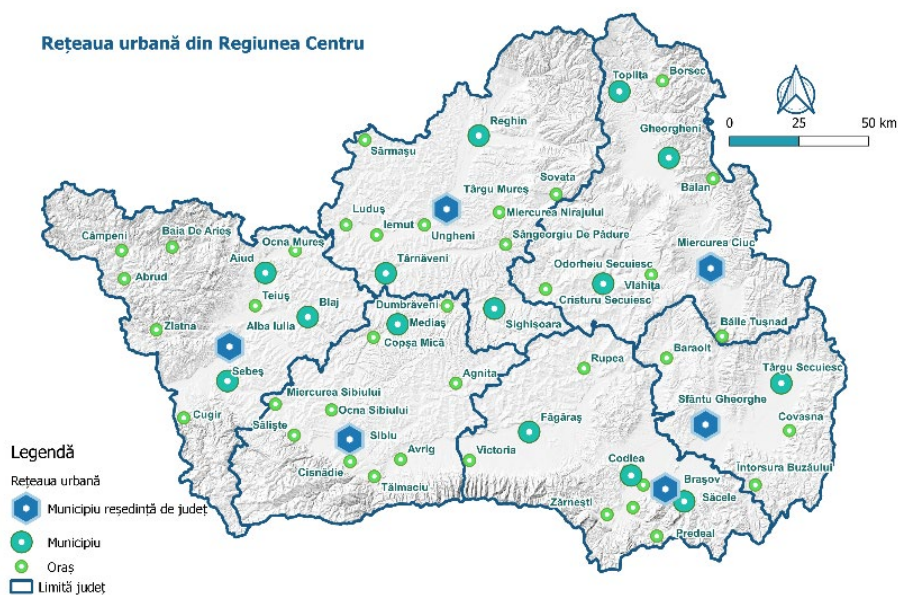 Rețeaua urbană din Regiunea Centru
Toplița
Borsec
0 25 50 km
Reghin
Gheorgheni
Sărmașu
Balan
Sovata
Târgu Mureș
Luduș
Iernut
Ungheni
Miercurea Nirajului
Sângeorgiu De Pădure
Miercurea Ciuc
Câmpeni
Baia De Arieș
Ocna Mureș
Aiud
Târnăveni
Odorheiu Secuiesc
Vlăhița
Cristuru Secuiesc
Abrud
Teiuș
Blaj
Dumbrăveni
Mediaș
Sighișoara
Băile Tușnad
Zlatna
Alba Iulia
Copșa Mică
Rupea
Baraolt
Târgu Secuiesc
Sebeș
Agnita
Miercurea Sibiului
Ocna Sibiului
Făgăraș
Sfântu Gheorghe
Covasna
Cugir
Săliște
Sibiu
Avrig
Victoria
Cisnădie
Tălmaciu
Codlea
Brașov
Săcele
Întorsura Buzăului
Zărnești
Predeal
Legendă
Rețeaua urbană
Municipiu reședință de județ
Municipiu
Oraș
Limită județ